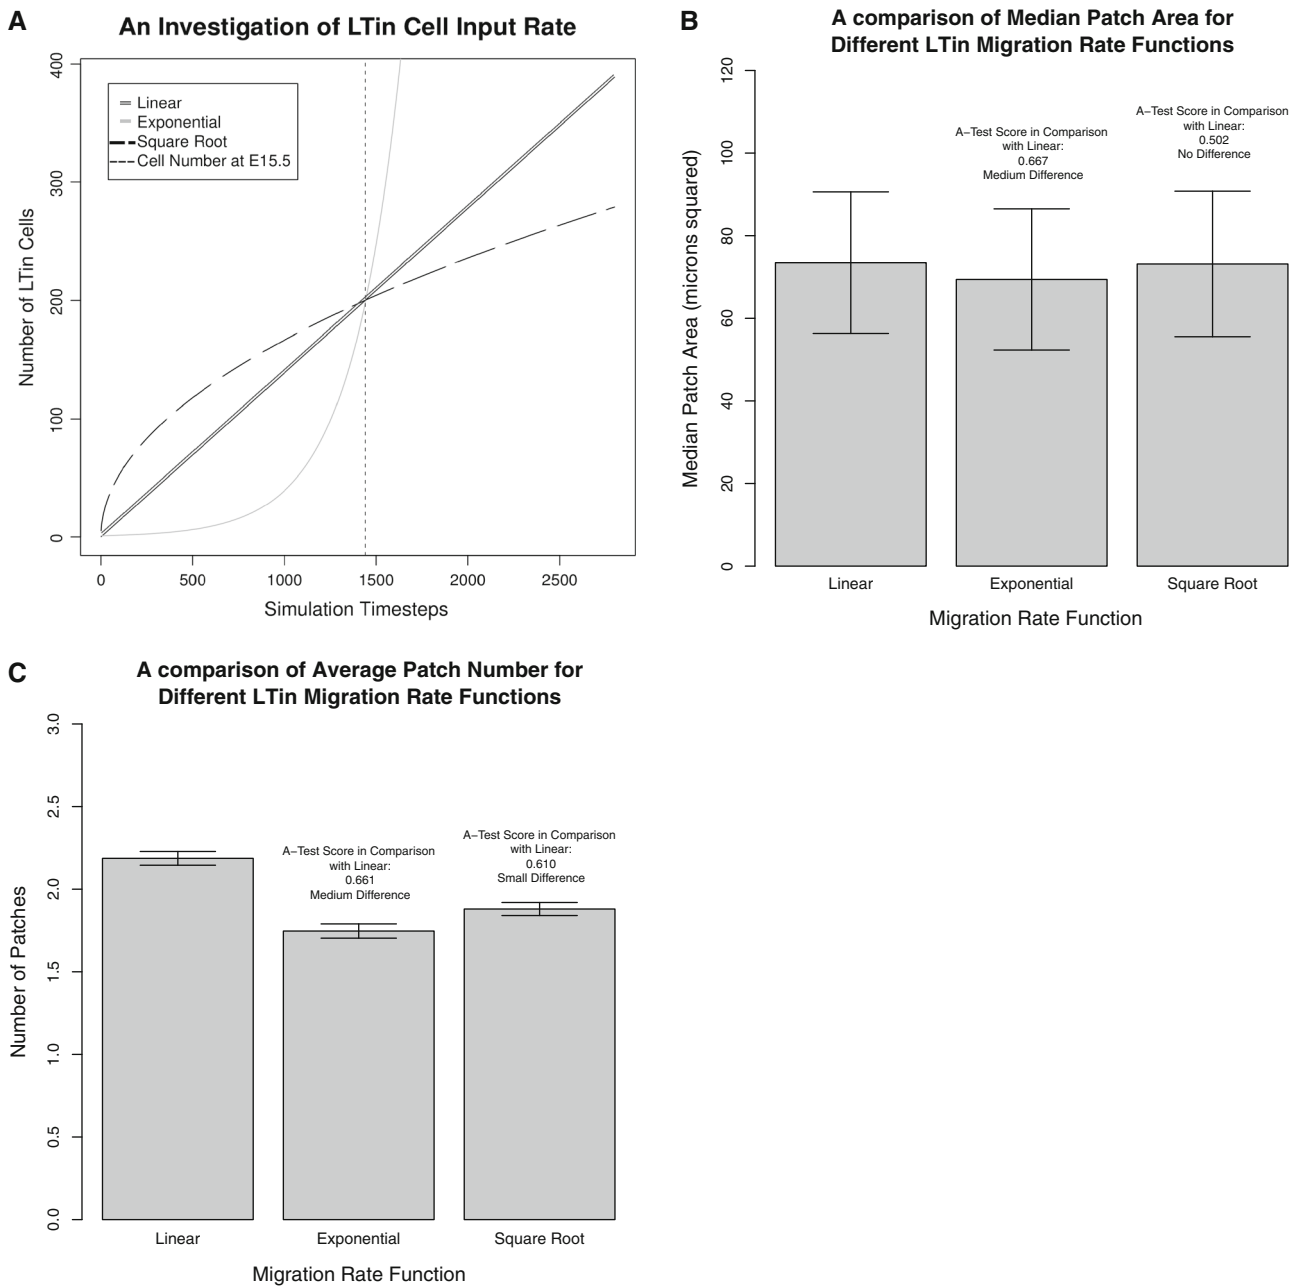 A
An Investigation of LTin Cell Input Rate
400
300
200
100
0
Number of LTin Cells
Linear
Exponential
Square Root
Cell Number at E15.5
0 500 1000 1500 2000 2500
Simulation Timesteps
B
A comparison of Median Patch Area for
Different LTin Migration Rate Functions
120
100
80
60
40
20
0
Median Patch Area (microns squared)
A−Test Score in Comparison
with Linear:
0.667
Medium Difference
A−Test Score in Comparison
with Linear:
0.502
No Difference
Linear Exponential Square Root
Migration Rate Function
C
A comparison of Average Patch Number for
Different LTin Migration Rate Functions
3.0
2.5
2.0
1.5
1.0
0.5
0.0
Number of Patches
A−Test Score in Comparison
with Linear:
0.661
Medium Difference
A−Test Score in Comparison
with Linear:
0.610
Small Difference
Linear Exponential Square Root
Migration Rate Function